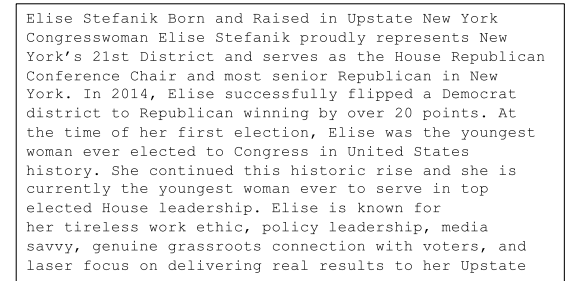 Elise Stefanik Born and Raised in Upstate New York
Congresswoman Elise Stefanik proudly represents New
York’s 21st District and serves as the House Republican
Conference Chair and most senior Republican in New
York. In 2014, Elise successfully flipped a Democrat
district to Republican winning by over 20 points. At
the time of her first election, Elise was the youngest
woman ever elected to Congress in United States
history. She continued this historic rise and she is
currently the youngest woman ever to serve in top
elected House leadership. Elise is known for
her tireless work ethic, policy leadership, media
savvy, genuine grassroots connection with voters, and
laser focus on delivering real results to her Upstate